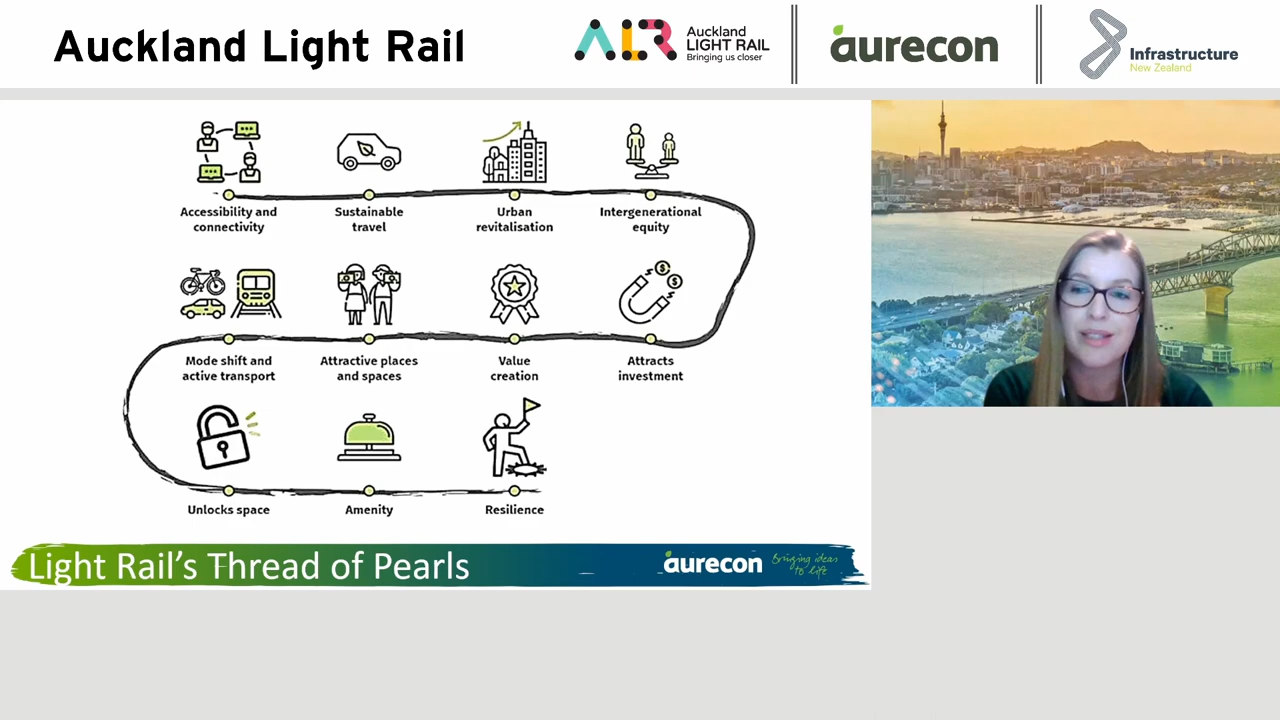 Auckland Light Rail
ALR
Auckland
LIGHT RAIL
Bringing us closer
aurecon
Infrastructure
New Zealand
Accessibility and
connectivity
Sustainable
travel
Urban
revitalisation
Intergenerational
equity
Mode shift and
active transport
Attractive places
and spaces
Value
creation
$
$
Attracts
investment
Unlocks space
Amenity
Resilience
Light Rail's Thread of Pearls
aurecon
Bringing ideas
to life